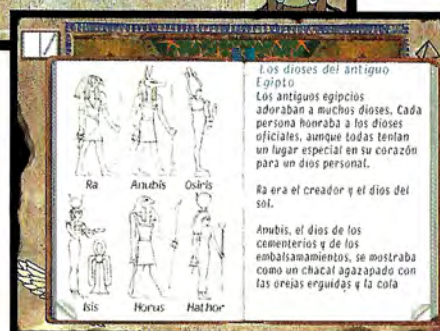 Ra Anubis Osiris
Isis Horus Hathor
Los dioses del antiguo
Egipto
Los antiguos egipcios
adoraban a muchos dioses. Cada
persona honraba a los dioses
oficiales, aunque todas tenían
un lugar especial en su corazón
para un dios personal.
Ra era el creador y el dios del
sol.
Anubis, el dios de los
cementerios y de los
embalsamamientos, se mostraba
como un chacal agazapado con
las orejas erguidas y la cola